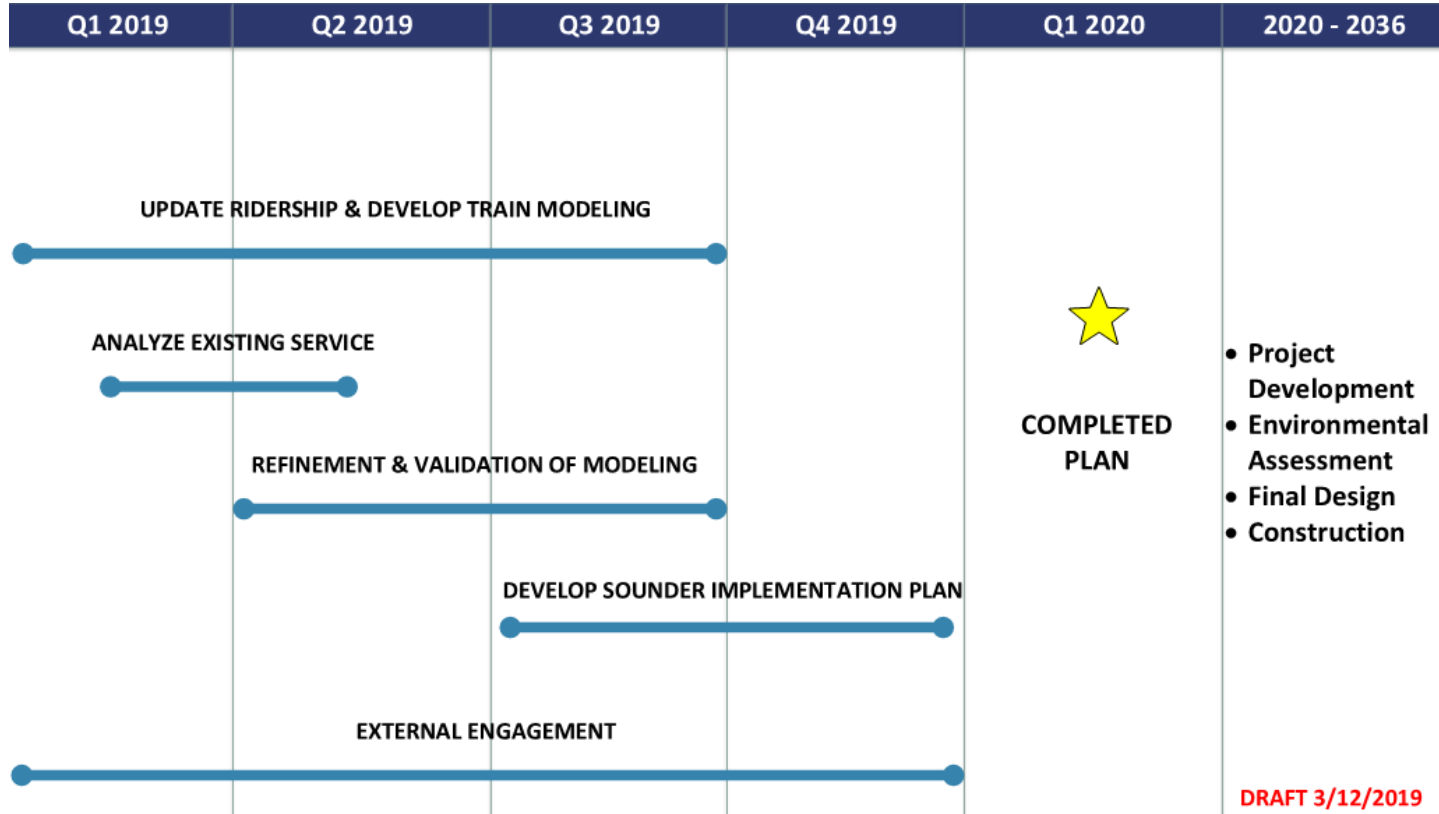 Q1 2019
Q2 2019
Q3 2019
Q4 2019
Q1 2020
2020 - 2036
UPDATE RIDERSHIP & DEVELOP TRAIN MODELING
ANALYZE EXISTING SERVICE
REFINEMENT & VALIDATION OF MODELING
DEVELOP SOUNDER IMPLEMENTATION PLAN
EXTERNAL ENGAGEMENT
COMPLETED
PLAN
• Project
Development
• Environmental
Assessment
• Final Design
• Construction
DRAFT 3/12/2019